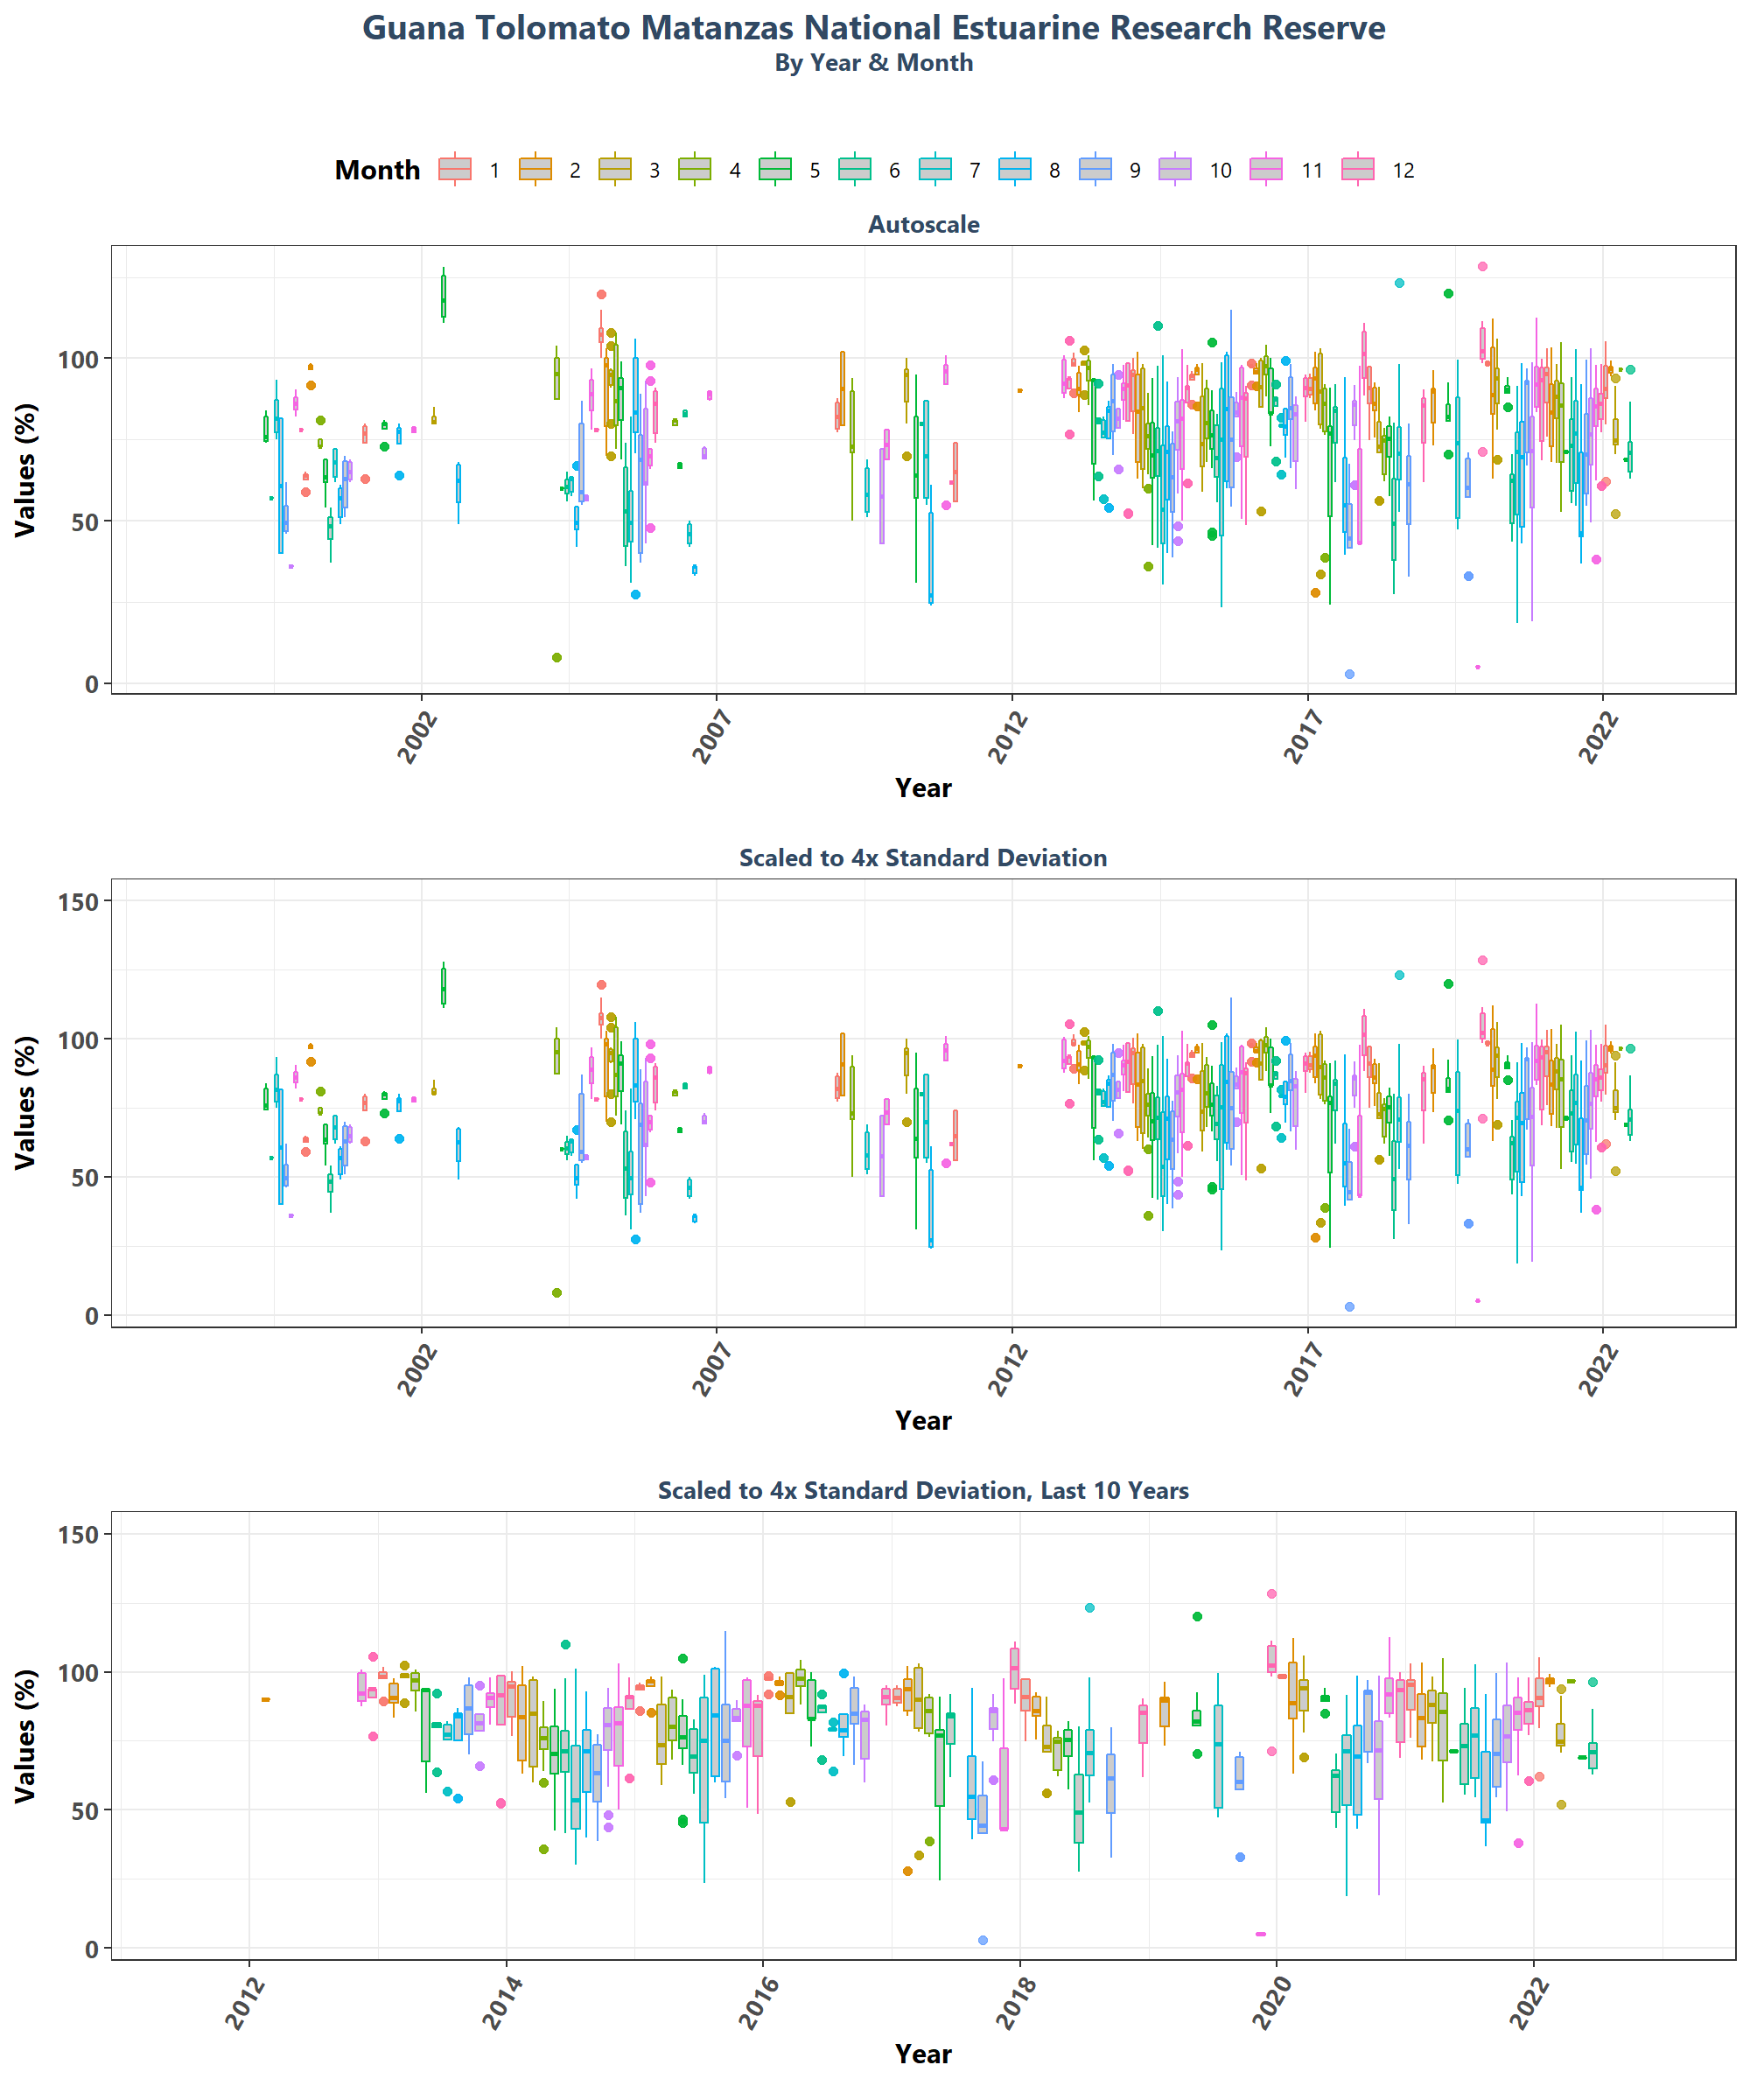 Guana Tolomato Matanzas National Estuarine Research Reserve
By Year & Month
Month 1 2 3 4 5 6 7 8 9 10 11 12
Autoscale
Values (%)
100
50
0
2002 2007 2012 2017 2022
Year
Scaled to 4x Standard Deviation
Values (%)
150
100
50
0
2002 2007 2012 2017 2022
Year
Scaled to 4x Standard Deviation, Last 10 Years
Values (%)
150
100
50
0
2012 2014 2016 2018 2020 2022
Year